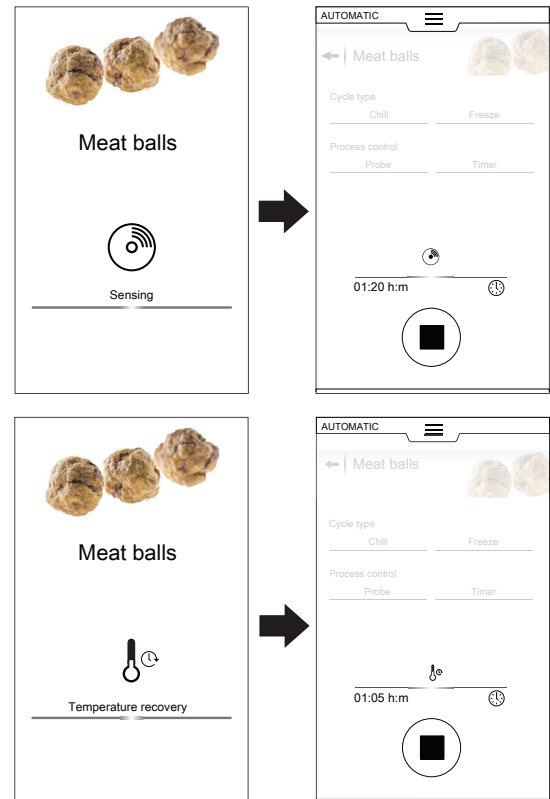 Meat balls
Sensing
AUTOMATIC
Meat balls
Cycle type
Chill Freeze
Process control
Probe Timer
01:20 h:m
Meat balls
Temperature recovery
AUTOMATIC
Meat balls
Cycle type
Chill Freeze
Process control
Probe Timer
01:05 h:m